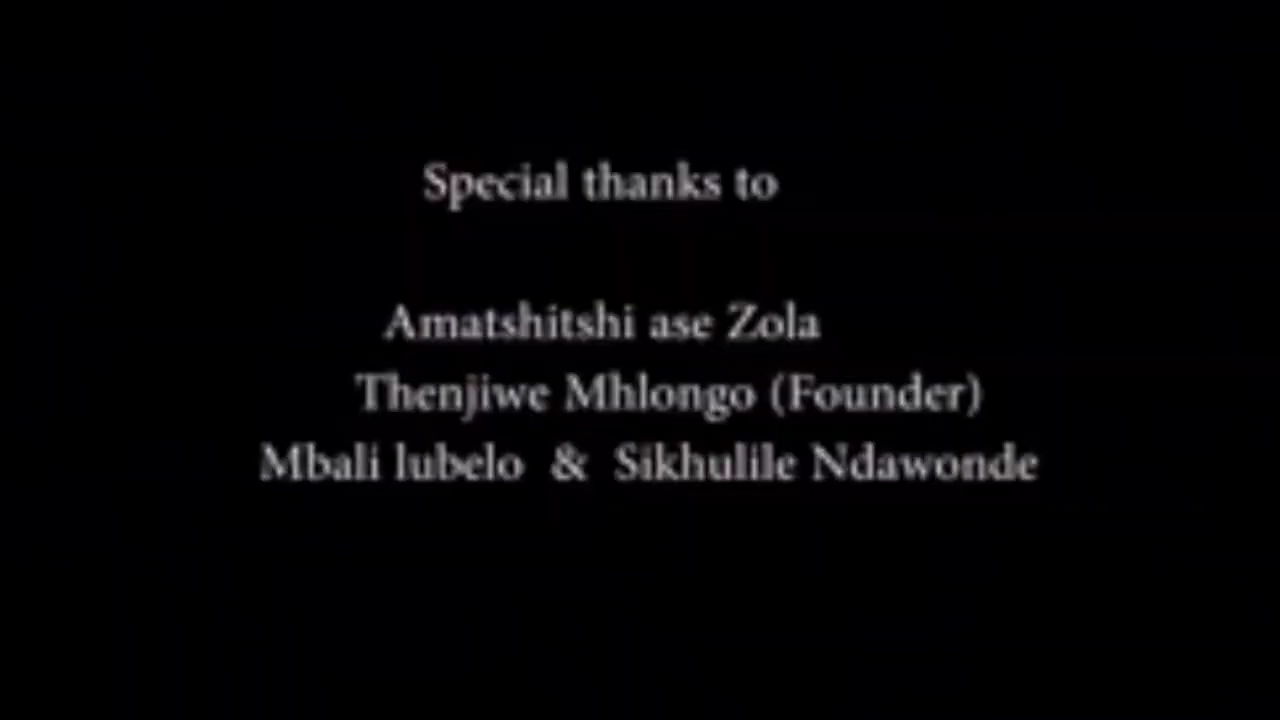 Special thanks to
Amatshitshi ase Zola
Thenjiwe Mhlongo (Founder)
Mbali lubelo & Sikhulile Ndawonde